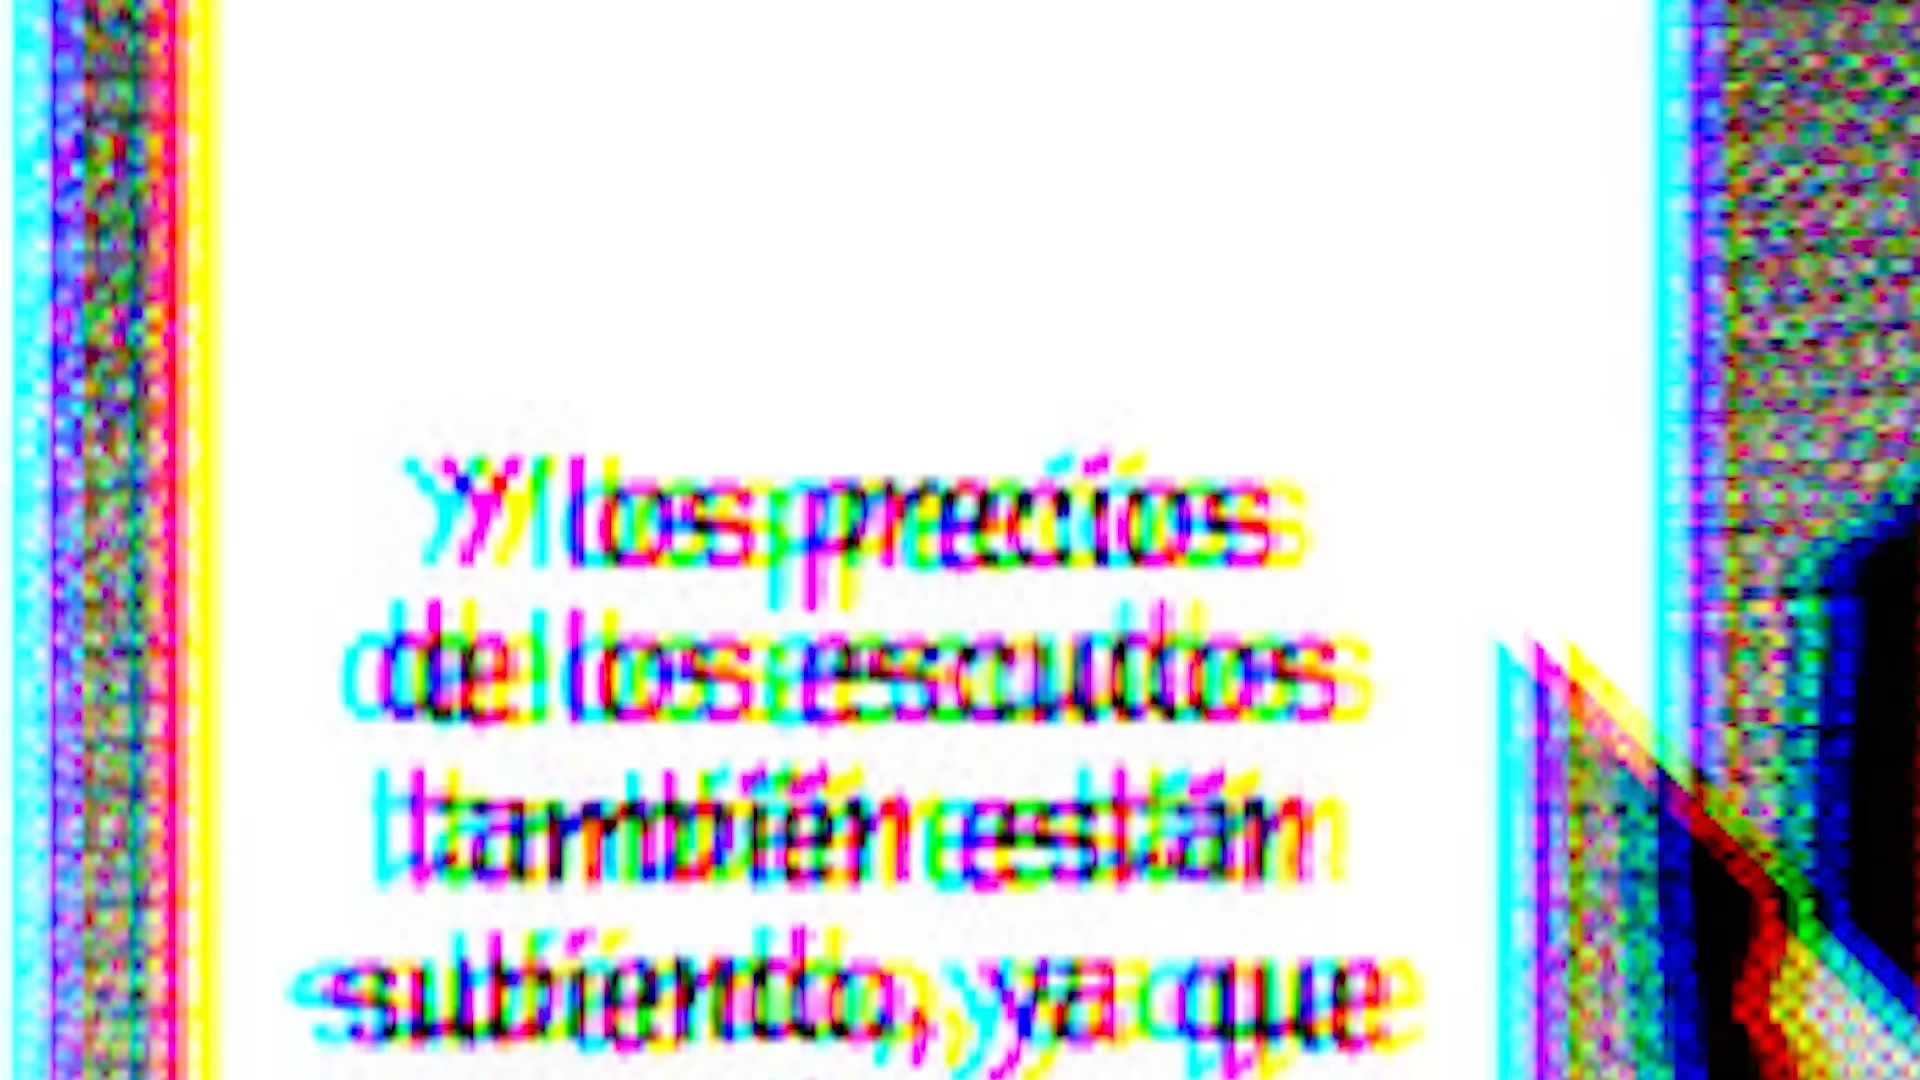 Y los precios
de los escudos
también están
subiendo, ya que